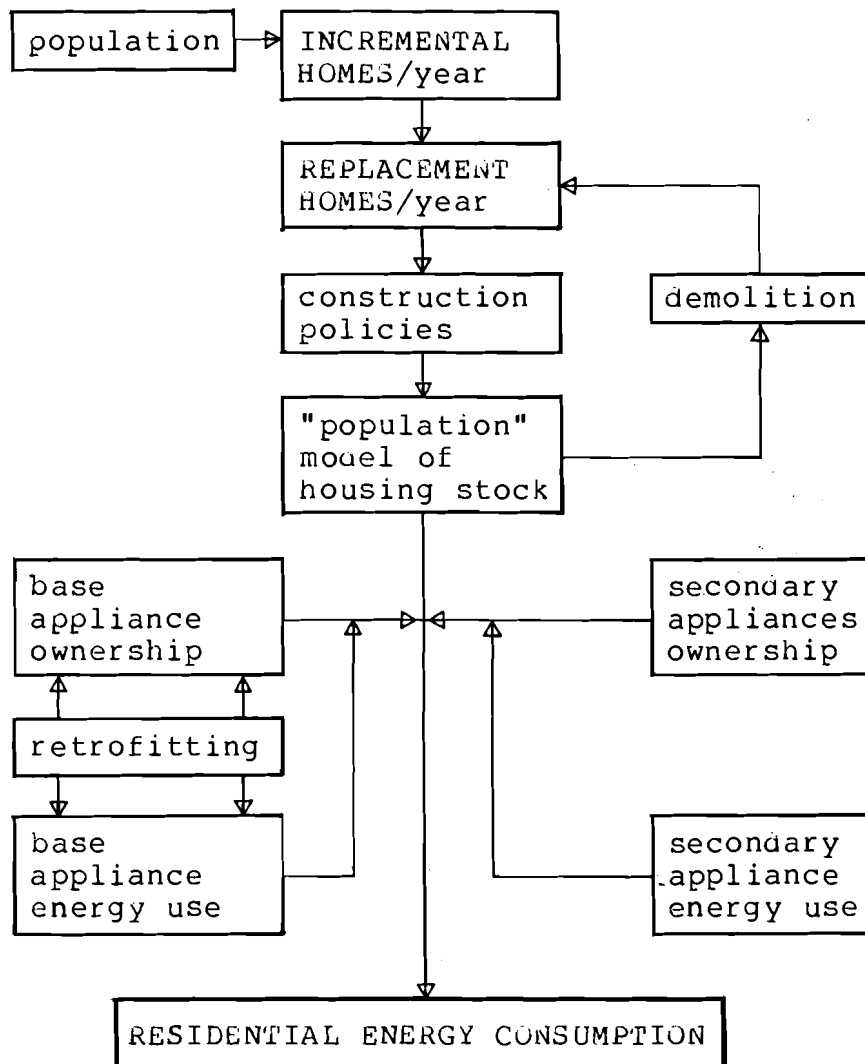 population
INCREMENTAL
HOMES/year
REPLACEMENT
HOMES/year
construction
policies
demolition
"population"
model of
housing stock
base
appliance
ownership
secondary
appliances
ownership
retrofitting
base
appliance
energy use
secondary
appliance
energy use
RESIDENTIAL ENERGY CONSUMPTION